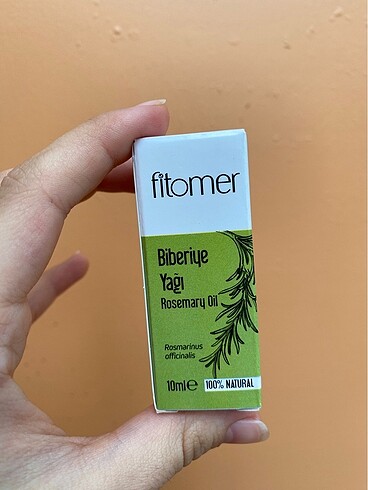 fitomer
Biberiye
Yağı
Rosemary Oil
Rosmarinus
officinalis
10ml℮ 100% NATURAL